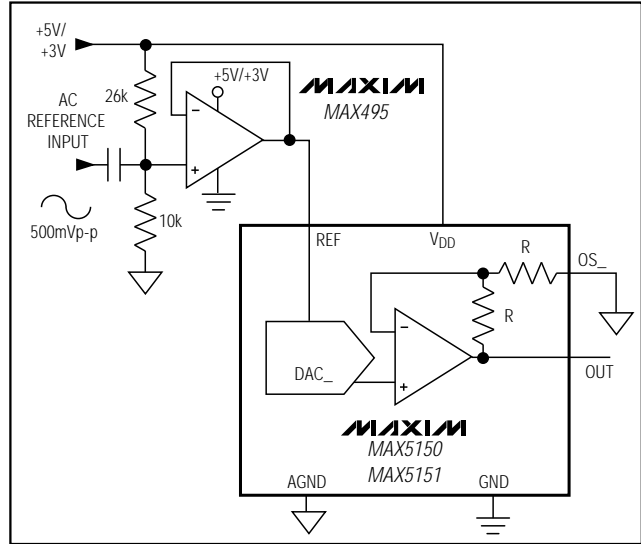 +5V/
+3V
26k
+5V/+3V
MAXIM
MAX495
AC
REFERENCE
INPUT
−
+
500mVp-p
10k
REF
VDD
R
OS_
R
−
DAC_
+
OUT
MAXIM
MAX5150
MAX5151
AGND
GND